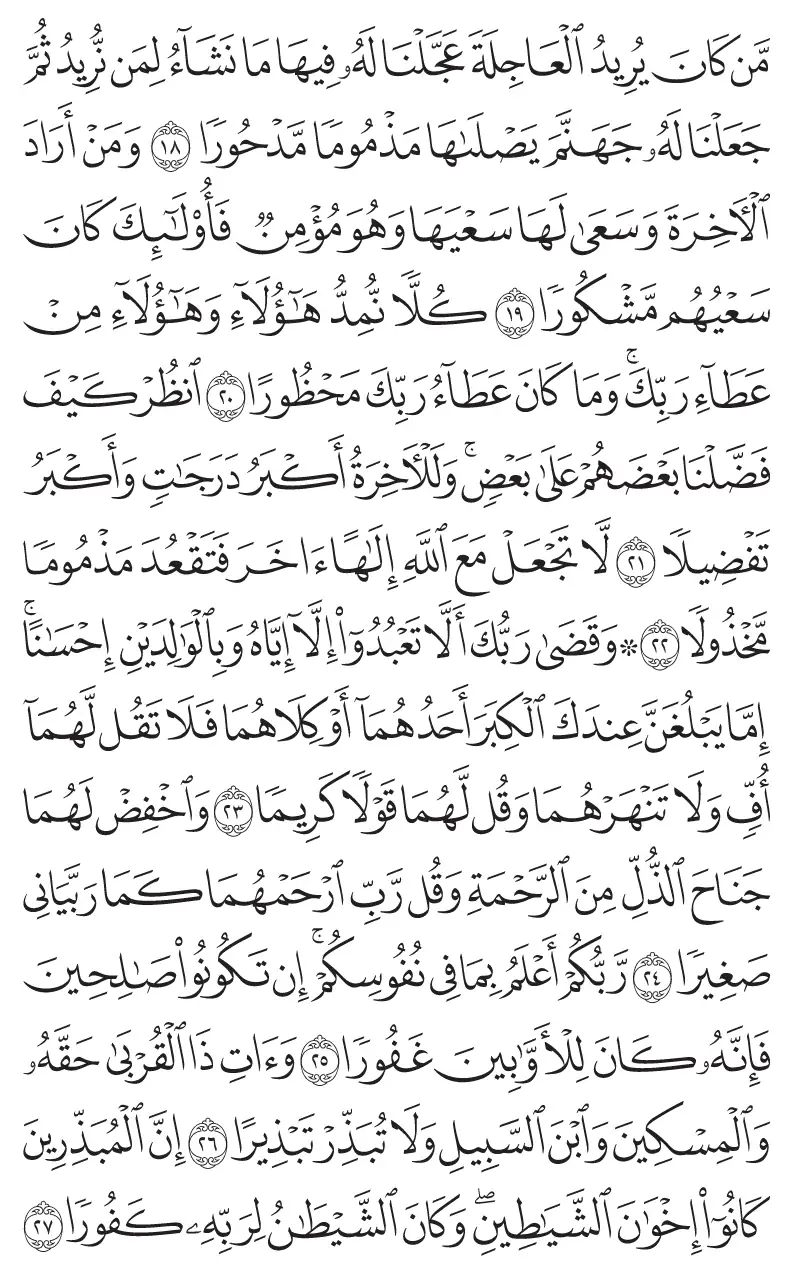 مَّن كَانَ يُرِيدُ ٱلْعَاجِلَةَ عَجَّلْنَا لَهُۥ فِيهَا مَا نَشَآءُ لِمَن نُّرِيدُ ثُمَّ
جَعَلْنَا لَهُۥ جَهَنَّمَ يَصْلَىٰهَا مَذْمُومًا مَّدْحُورًا ١٨ وَمَنْ أَرَادَ
ٱلْـَٔاخِرَةَ وَسَعَىٰ لَهَا سَعْيَهَا وَهُوَ مُؤْمِنٌ فَأُو۟لَـٰٓئِكَ كَانَ
سَعْيُهُم مَّشْكُورًا ١٩ كُلًّا نُّمِدُّ هَـٰٓؤُلَآءِ وَهَـٰٓؤُلَآءِ مِنْ
عَطَآءِ رَبِّكَ ۚ وَمَا كَانَ عَطَآءُ رَبِّكَ مَحْظُورًا ٢٠ ٱنظُرْ كَيْفَ
فَضَّلْنَا بَعْضَهُمْ عَلَىٰ بَعْضٍ ۚ وَلَلْـَٔاخِرَةُ أَكْبَرُ دَرَجَـٰتٍ وَأَكْبَرُ
تَفْضِيلًا ٢١ لَّا تَجْعَلْ مَعَ ٱللَّهِ إِلَـٰهًا ءَاخَرَ فَتَقْعُدَ مَذْمُومًا
مَّخْذُولًا ٢٢ ۞ وَقَضَىٰ رَبُّكَ أَلَّا تَعْبُدُوٓا۟ إِلَّآ إِيَّاهُ وَبِٱلْوَٰلِدَيْنِ إِحْسَـٰنًا ۚ
إِمَّا يَبْلُغَنَّ عِندَكَ ٱلْكِبَرَ أَحَدُهُمَآ أَوْ كِلَاهُمَا فَلَا تَقُل لَّهُمَآ
أُفٍّ وَلَا تَنْهَرْهُمَا وَقُل لَّهُمَا قَوْلًا كَرِيمًا ٢٣ وَٱخْفِضْ لَهُمَا
جَنَاحَ ٱلذُّلِّ مِنَ ٱلرَّحْمَةِ وَقُل رَّبِّ ٱرْحَمْهُمَا كَمَا رَبَّيَانِى
صَغِيرًا ٢٤ رَّبُّكُمْ أَعْلَمُ بِمَا فِى نُفُوسِكُمْ ۚ إِن تَكُونُوا۟ صَـٰلِحِينَ
فَإِنَّهُۥ كَانَ لِلْأَوَّٰبِينَ غَفُورًا ٢٥ وَءَاتِ ذَا ٱلْقُرْبَىٰ حَقَّهُۥ
وَٱلْمِسْكِينَ وَٱبْنَ ٱلسَّبِيلِ وَلَا تُبَذِّرْ تَبْذِيرًا ٢٦ إِنَّ ٱلْمُبَذِّرِينَ
كَانُوٓا۟ إِخْوَٰنَ ٱلشَّيَـٰطِينِ ۖ وَكَانَ ٱلشَّيْطَـٰنُ لِرَبِّهِۦ كَفُورًا ٢٧